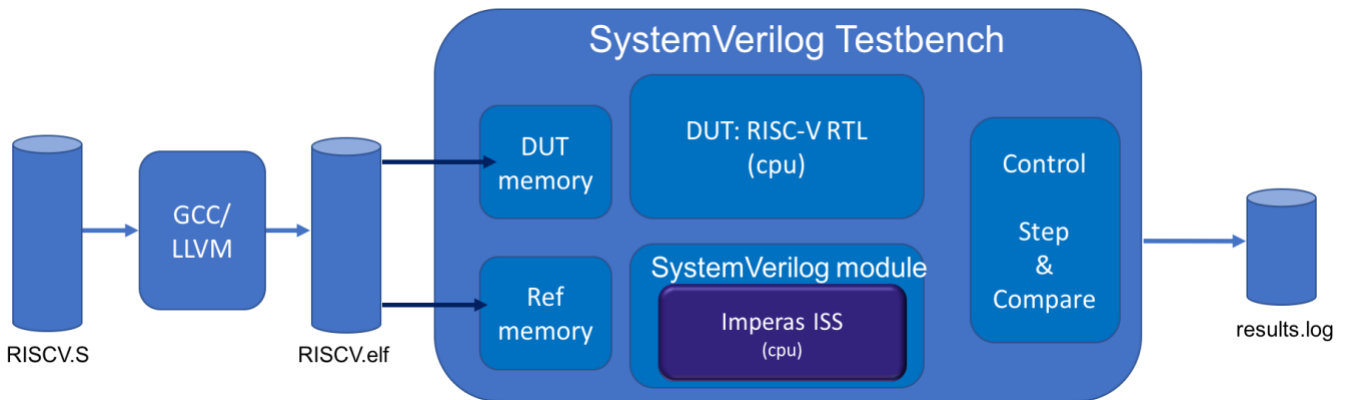 SystemVerilog Testbench
RISCV.S
GCC/
LLVM
RISCV.elf
DUT
memory
Ref
memory
DUT: RISC-V RTL
(cpu)
SystemVerilog module
Imperas ISS
(cpu)
Control
Step
&
Compare
results.log